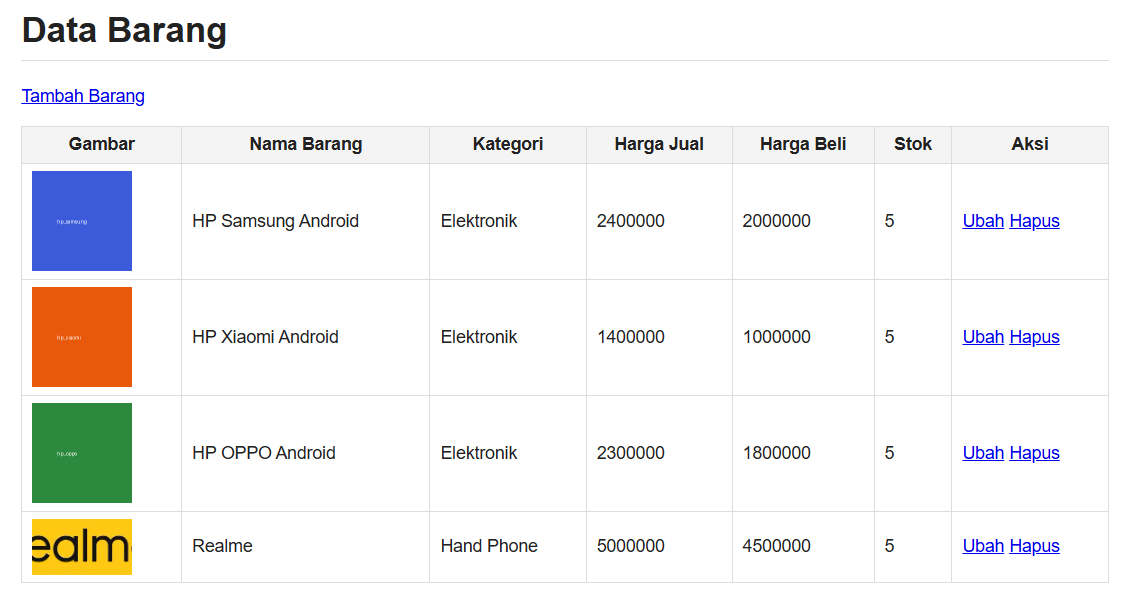 Data Barang
Tambah Barang
Gambar Nama Barang Kategori Harga Jual Harga Beli Stok Aksi
hp_samsung HP Samsung Android Elektronik 2400000 2000000 5 Ubah Hapus
hp_xiaomi HP Xiaomi Android Elektronik 1400000 1000000 5 Ubah Hapus
hp_oppo HP OPPO Android Elektronik 2300000 1800000 5 Ubah Hapus
ealm Realme Hand Phone 5000000 4500000 5 Ubah Hapus